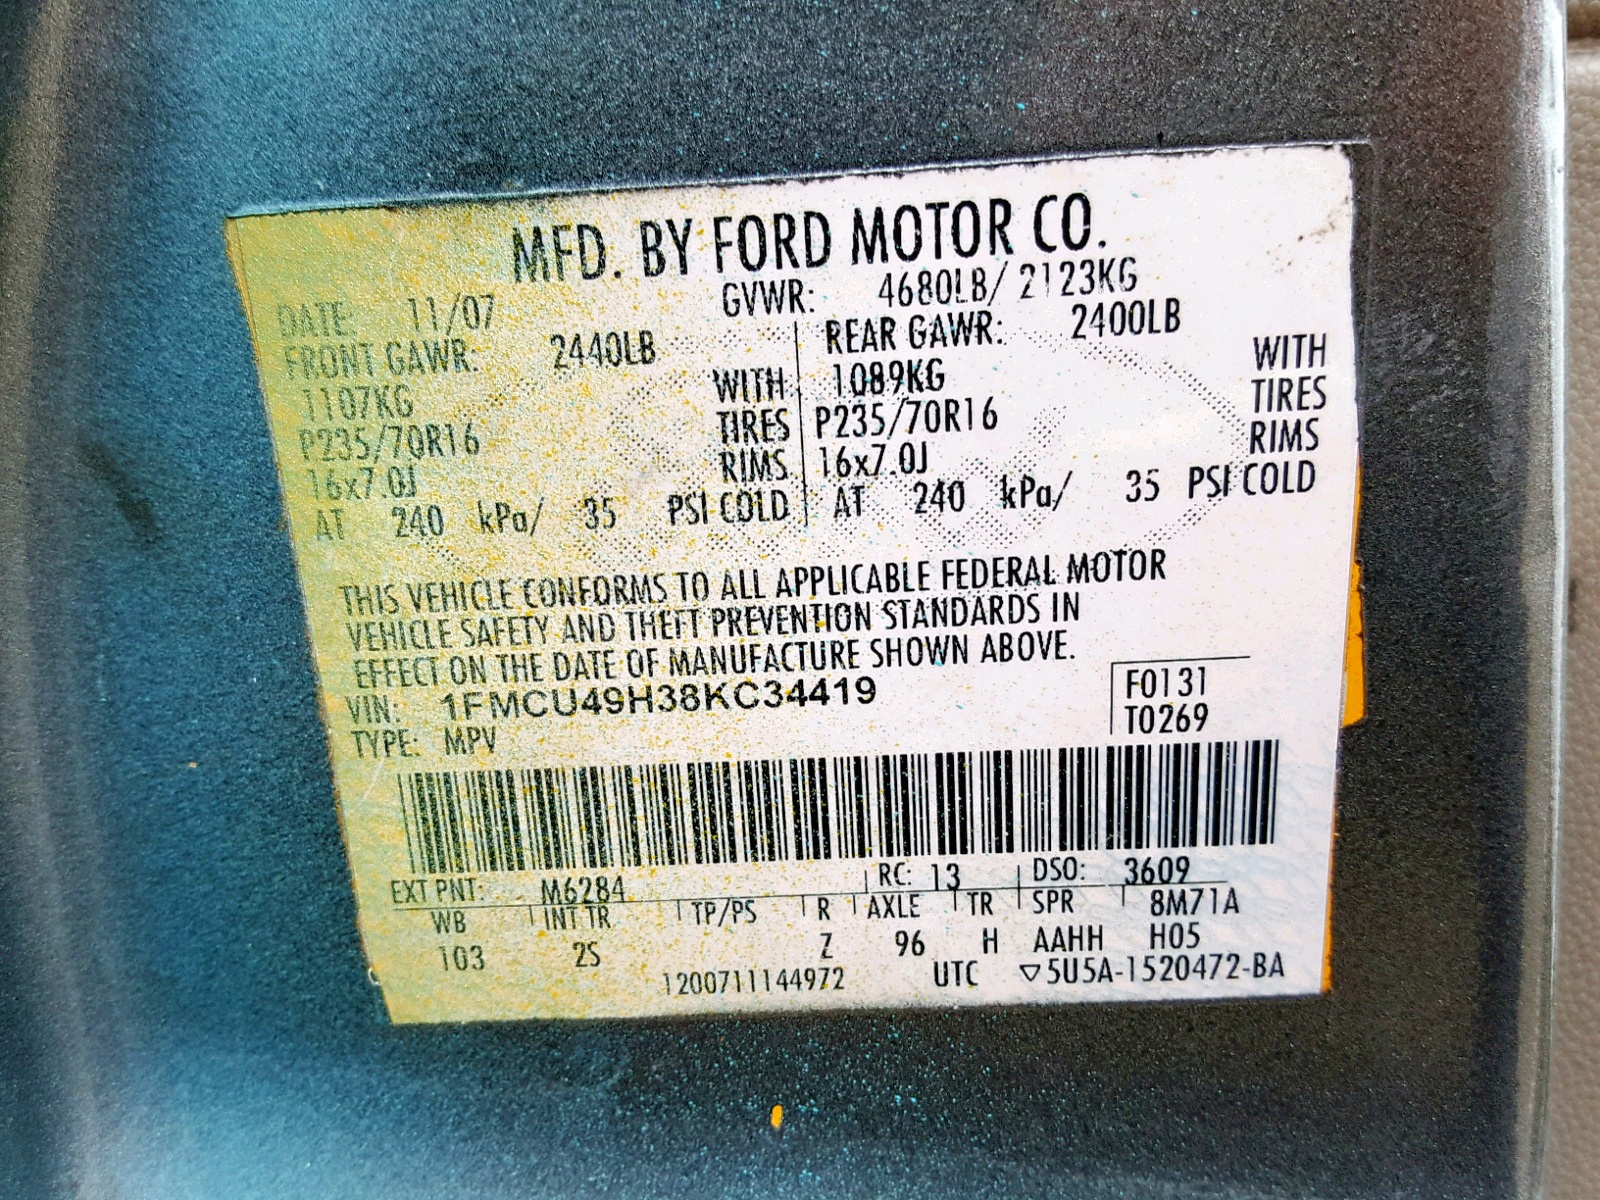 MFD. BY FORD MOTOR CO.
DATE: 11/07 GVWR: 4680LB/ 2123KG
FRONT GAWR: 2440LB REAR GAWR: 2400LB
1107KG WITH 1089KG WITH
P235/70R16 TIRES P235/70R16 TIRES
16x7.0J RIMS 16x7.0J RIMS
AT 240 kPa/ 35 PSI COLD AT 240 kPa/ 35 PSI COLD
THIS VEHICLE CONFORMS TO ALL APPLICABLE FEDERAL MOTOR
VEHICLE SAFETY AND THEFT PREVENTION STANDARDS IN
EFFECT ON THE DATE OF MANUFACTURE SHOWN ABOVE.
VIN: 1FMCU49H38KC34419 F0131
TYPE: MPV T0269
EXT PNT: M6284 RC: 13 DSO: 3609
WB INT TR TP/PS R AXLE TR SPR 8M71A
103 2S Z 96 H AAHH H05
1200711144972 UTC ▽5U5A-1520472-BA